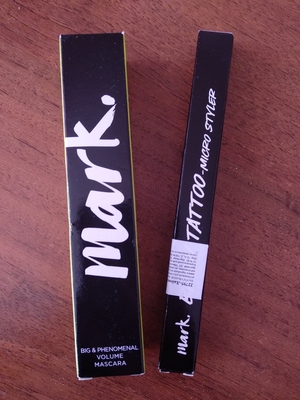 mark.
BIG & PHENOMENAL
VOLUME
MASCARA
mark. TATTOO - MICRO STYLER